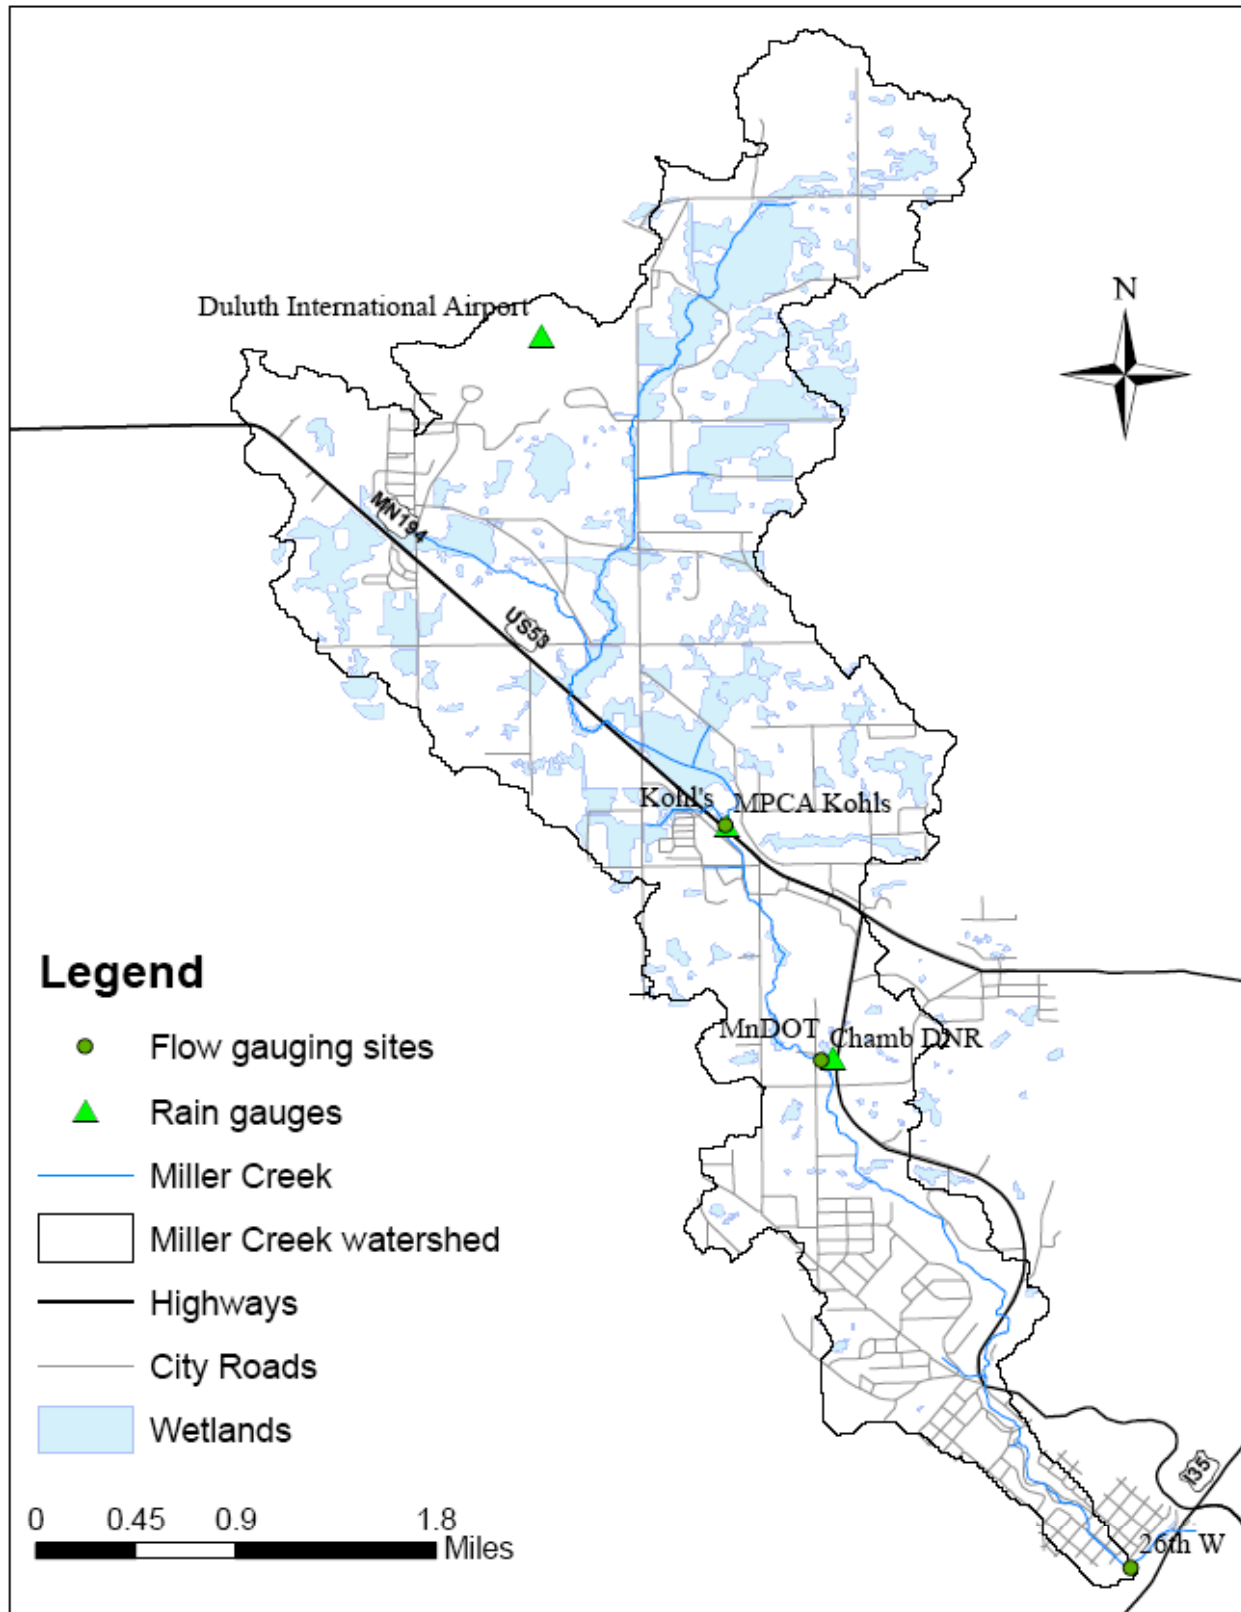 Duluth International Airport
N
MN194
US53
Kohl's
MPCA Kohls
MnDOT
Chamb DNR
Legend
Flow gauging sites
Rain gauges
Miller Creek
Miller Creek watershed
Highways
City Roads
Wetlands
0 0.45 0.9 1.8
Miles
I35
26th W